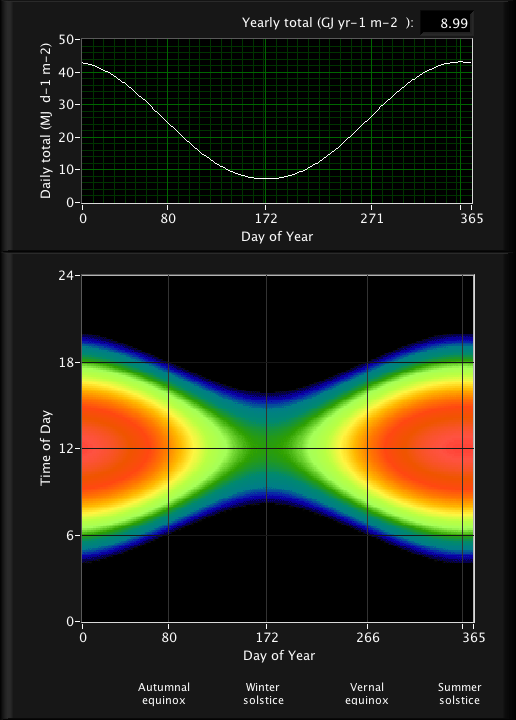 Yearly total (GJ yr-1 m-2  ): 8.99
50
40
30
20
10
0
Daily total (MJ  d-1 m-2)
0 80 172 271 365
Day of Year
24
18
12
6
0
Time of Day
0 80 172 266 365
Day of Year
Autumnal equinox
Winter solstice
Vernal equinox
Summer solstice